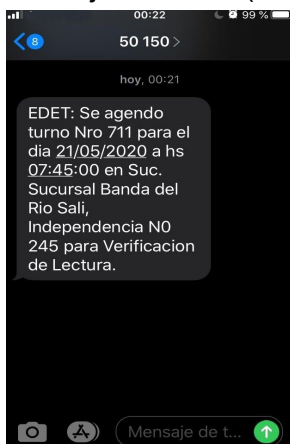 00:22
99 %
8
50 150 >
hoy, 00:21
EDET: Se agendo
turno Nro 711 para el
dia 21/05/2020 a hs
07:45:00 en Suc.
Sucursal Banda del
Rio Sali,
Independencia N0
245 para Verificacion
de Lectura.
Mensaje de t...